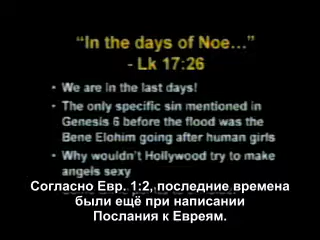 “In the days of Noe...”
- Lk 17:26
• We are in the last days!
• The only specific sin mentioned in
Genesis 6 before the flood was the
Bene Elohim going after human girls
• Why wouldn't Hollywood try to make
angels sexy
Согласно Евр. 1:2, последние времена
были ещё при написании
Послания к Евреям.